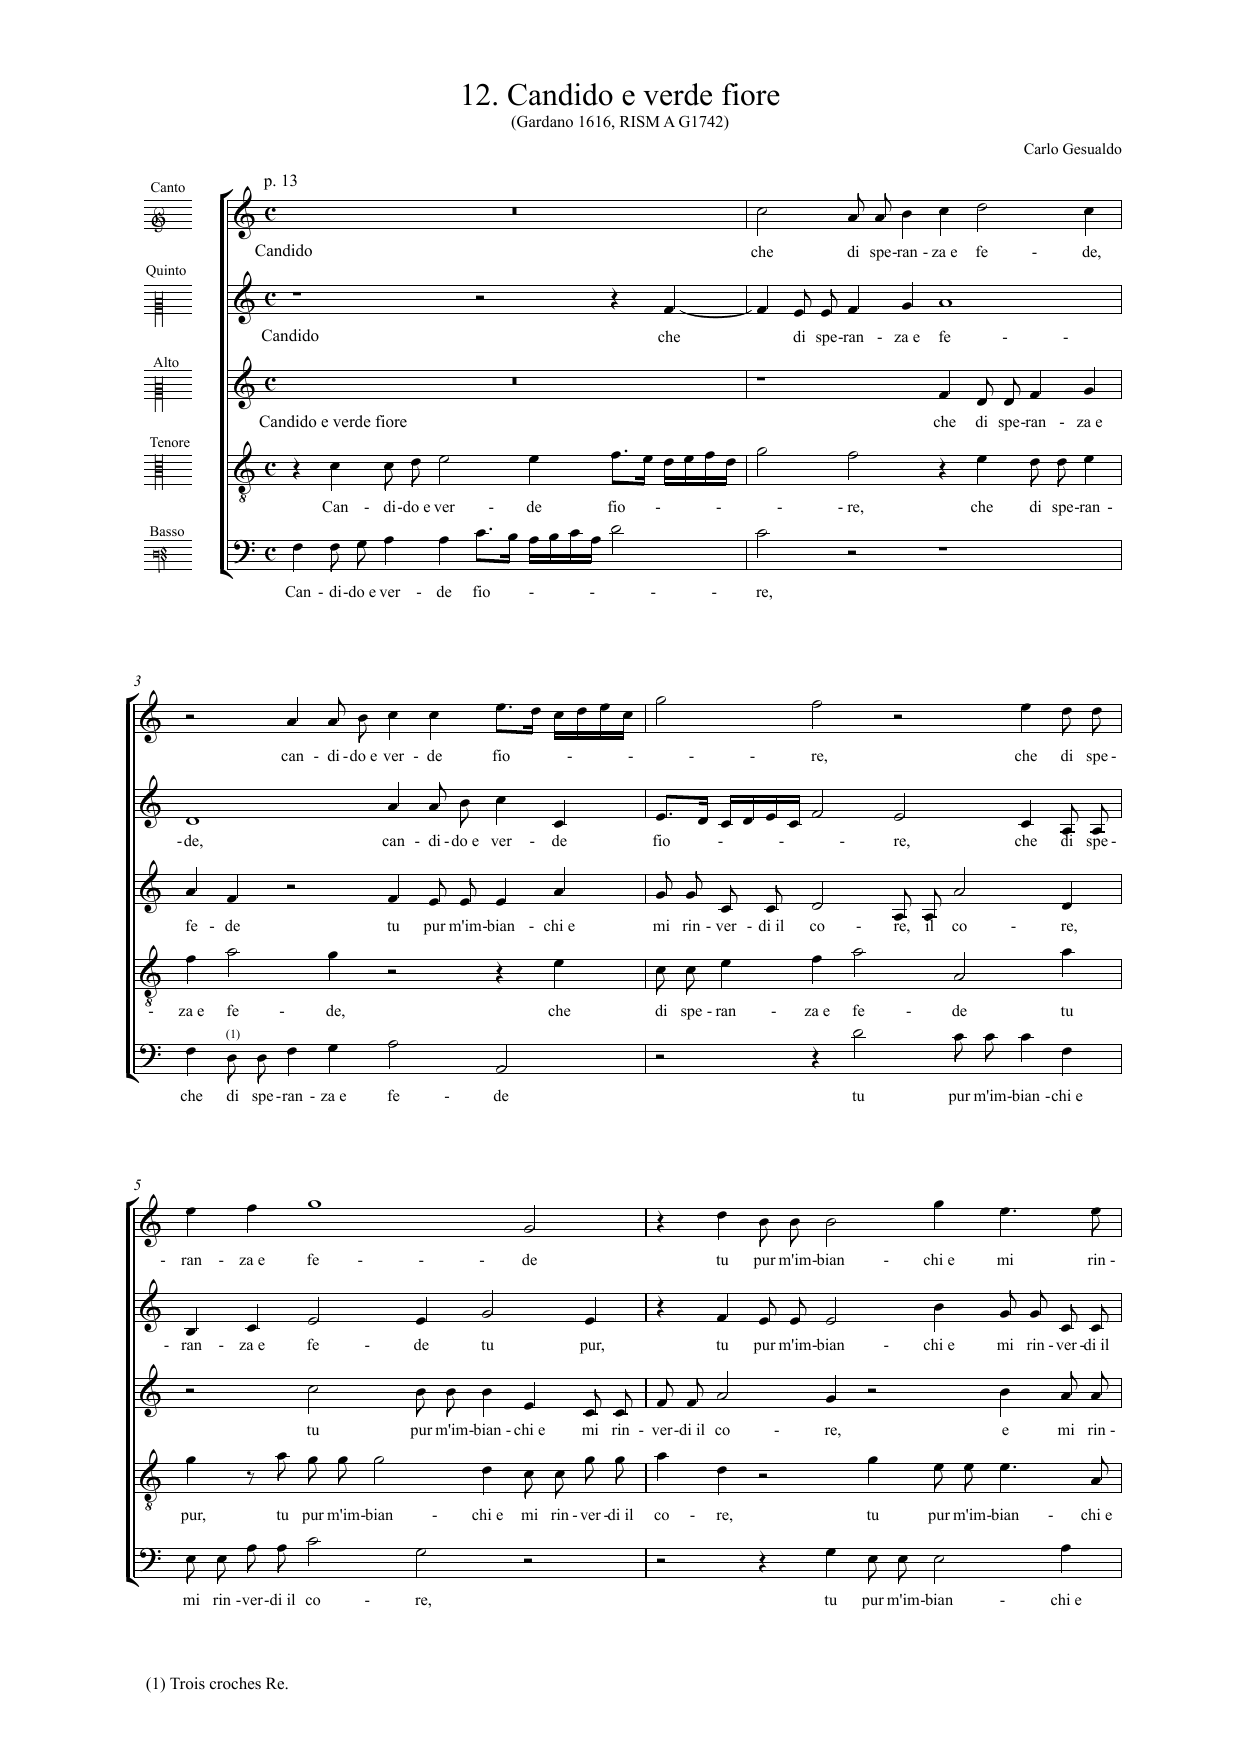 12. Candido e verde fiore
(Gardano 1616, RISM A G1742)
Carlo Gesualdo
p. 13
Canto
Candido che di spe-ran - za e fe - de,
Quinto
Candido che di spe-ran - za e fe - -
Alto
Candido e verde fiore che di spe-ran - za e
Tenore
8
Can - di-do e ver - de fio - - - re, che di spe-ran -
Basso
Can - di-do e ver - de fio - - - - re,
3
can - di - do e ver - de fio - - - - re, che di spe -
-de, can - di - do e ver - de fio - - - re, che di spe -
fe - de tu pur m'im-bian - chi e mi rin - ver - di il co - re, il co - re,
8
- za e fe - de, che di spe - ran - za e fe - de tu
(1)
che di spe-ran - za e fe - de tu pur m'im-bian - chi e
5
- ran - za e fe - - - de tu pur m'im-bian - chi e mi rin -
- ran - za e fe - de tu pur, tu pur m'im-bian - chi e mi rin - ver -di il
tu pur m'im-bian - chi e mi rin - ver-di il co - re, e mi rin -
8
pur, tu pur m'im-bian - chi e mi rin - ver - di il co - re, tu pur m'im-bian - chi e
mi rin -ver-di il co - re, tu pur m'im-bian - chi e
(1) Trois croches Re.